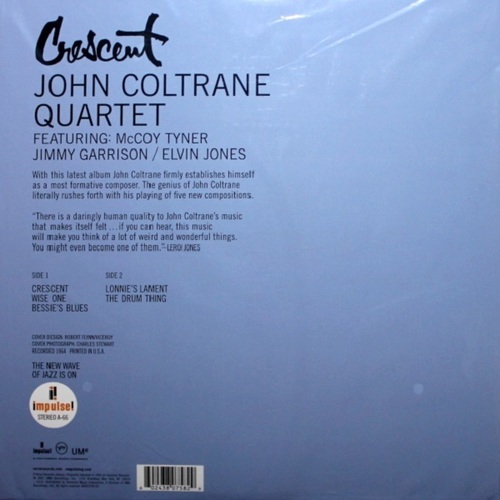 Crescent
JOHN COLTRANE
QUARTET
FEATURING: McCOY TYNER
JIMMY GARRISON / ELVIN JONES
With this latest album John Coltrane firmly establishes himself
as a most formative composer. The genius of John Coltrane
literally rushes forth with his playing of five new compositions.
"There is a daringly human quality to John Coltrane's music
that makes itself felt...if you can hear, this music
will make you think of a lot of weird and wonderful things.
You might even become one of them."-LEROI JONES
SIDE 1
CRESCENT
WISE ONE
BESSIE'S BLUES
SIDE 2
LONNIE'S LAMENT
THE DRUM THING
COVER DESIGN: ROBERT FLYNN/VICEROY
COVER PHOTOGRAPH: CHARLES STEWART
RECORDED 1964 PRINTED IN U.S.A.
THE NEW WAVE
OF JAZZ IS ON
i!
impulse!
STEREO A-66
impulse!
verve
UMe